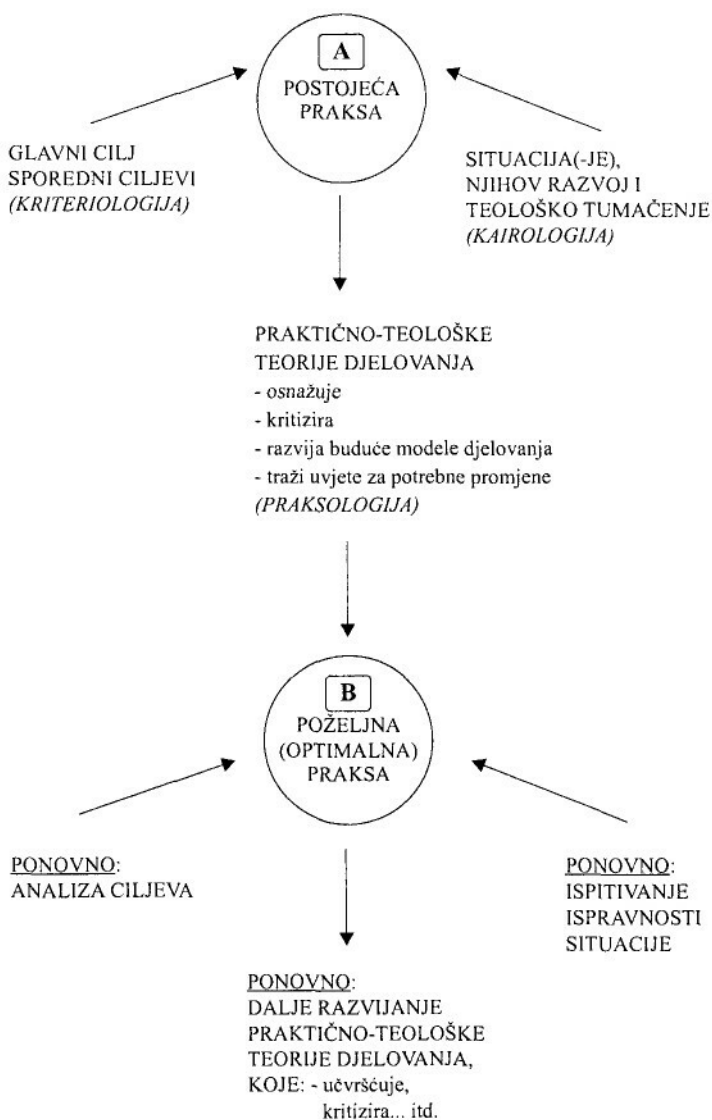 A
POSTOJEĆA
PRAKSA
GLAVNI CILJ
SPOREDNI CILJEVI
(KRITERIOLOGIJA)
SITUACIJA(-JE),
NJIHOV RAZVOJ I
TEOLOŠKO TUMAČENJE
(KAIROLOGIJA)
PRAKTIČNO-TEOLOŠKE
TEORIJE DJELOVANJA
- osnažuje
- kritizira
- razvija buduće modele djelovanja
- traži uvjete za potrebne promjene
(PRAKSOLOGIJA)
B
POŽELJNA
(OPTIMALNA)
PRAKSA
PONOVNO:
ANALIZA CILJEVA
PONOVNO:
ISPITIVANJE
ISPRAVNOSTI
SITUACIJE
PONOVNO:
DALJE RAZVIJANJE
PRAKTIČNO-TEOLOŠKE
TEORIJE DJELOVANJA,
KOJE: - učvršćuje,
kritizira... itd.